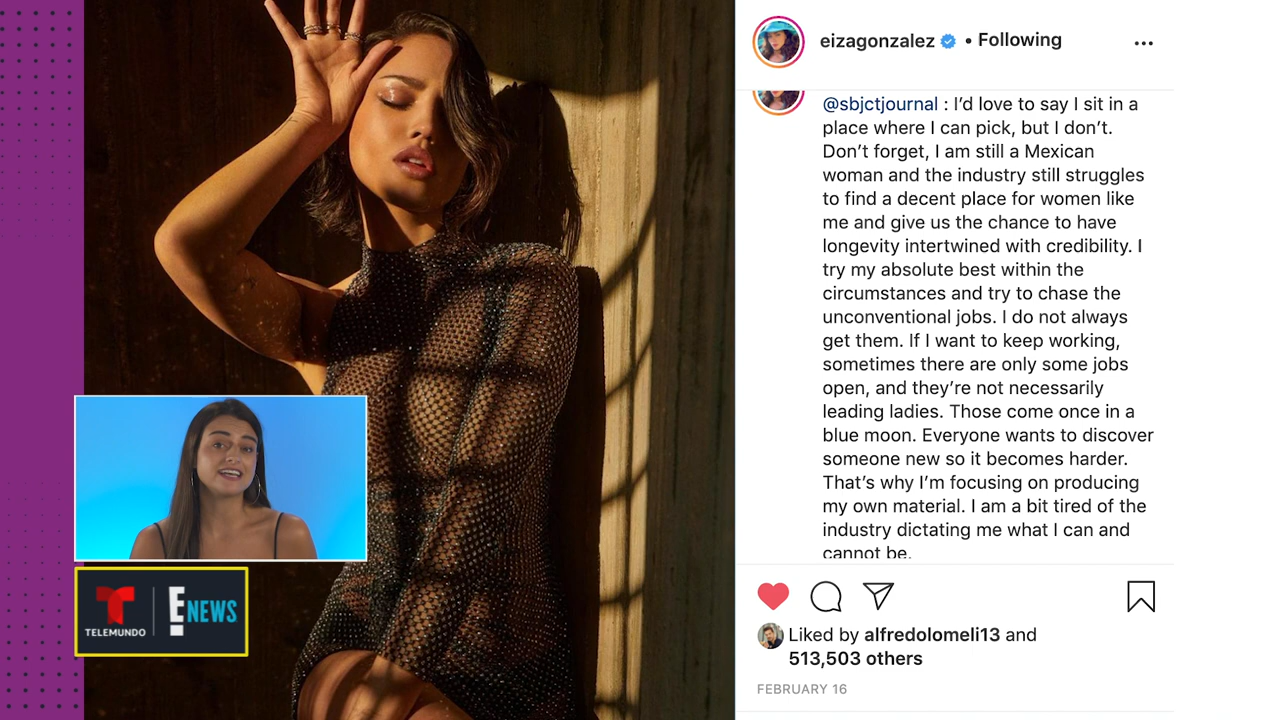 eizagonzalez • Following
@sbjctjournal : I’d love to say I sit in a
place where I can pick, but I don’t.
Don’t forget, I am still a Mexican
woman and the industry still struggles
to find a decent place for women like
me and give us the chance to have
longevity intertwined with credibility. I
try my absolute best within the
circumstances and try to chase the
unconventional jobs. I do not always
get them. If I want to keep working,
sometimes there are only some jobs
open, and they’re not necessarily
leading ladies. Those come once in a
blue moon. Everyone wants to discover
someone new so it becomes harder.
That’s why I’m focusing on producing
my own material. I am a bit tired of the
industry dictating me what I can and
cannot be.
Liked by alfredolomeli13 and
513,503 others
FEBRUARY 16
TELEMUNDO
E! NEWS